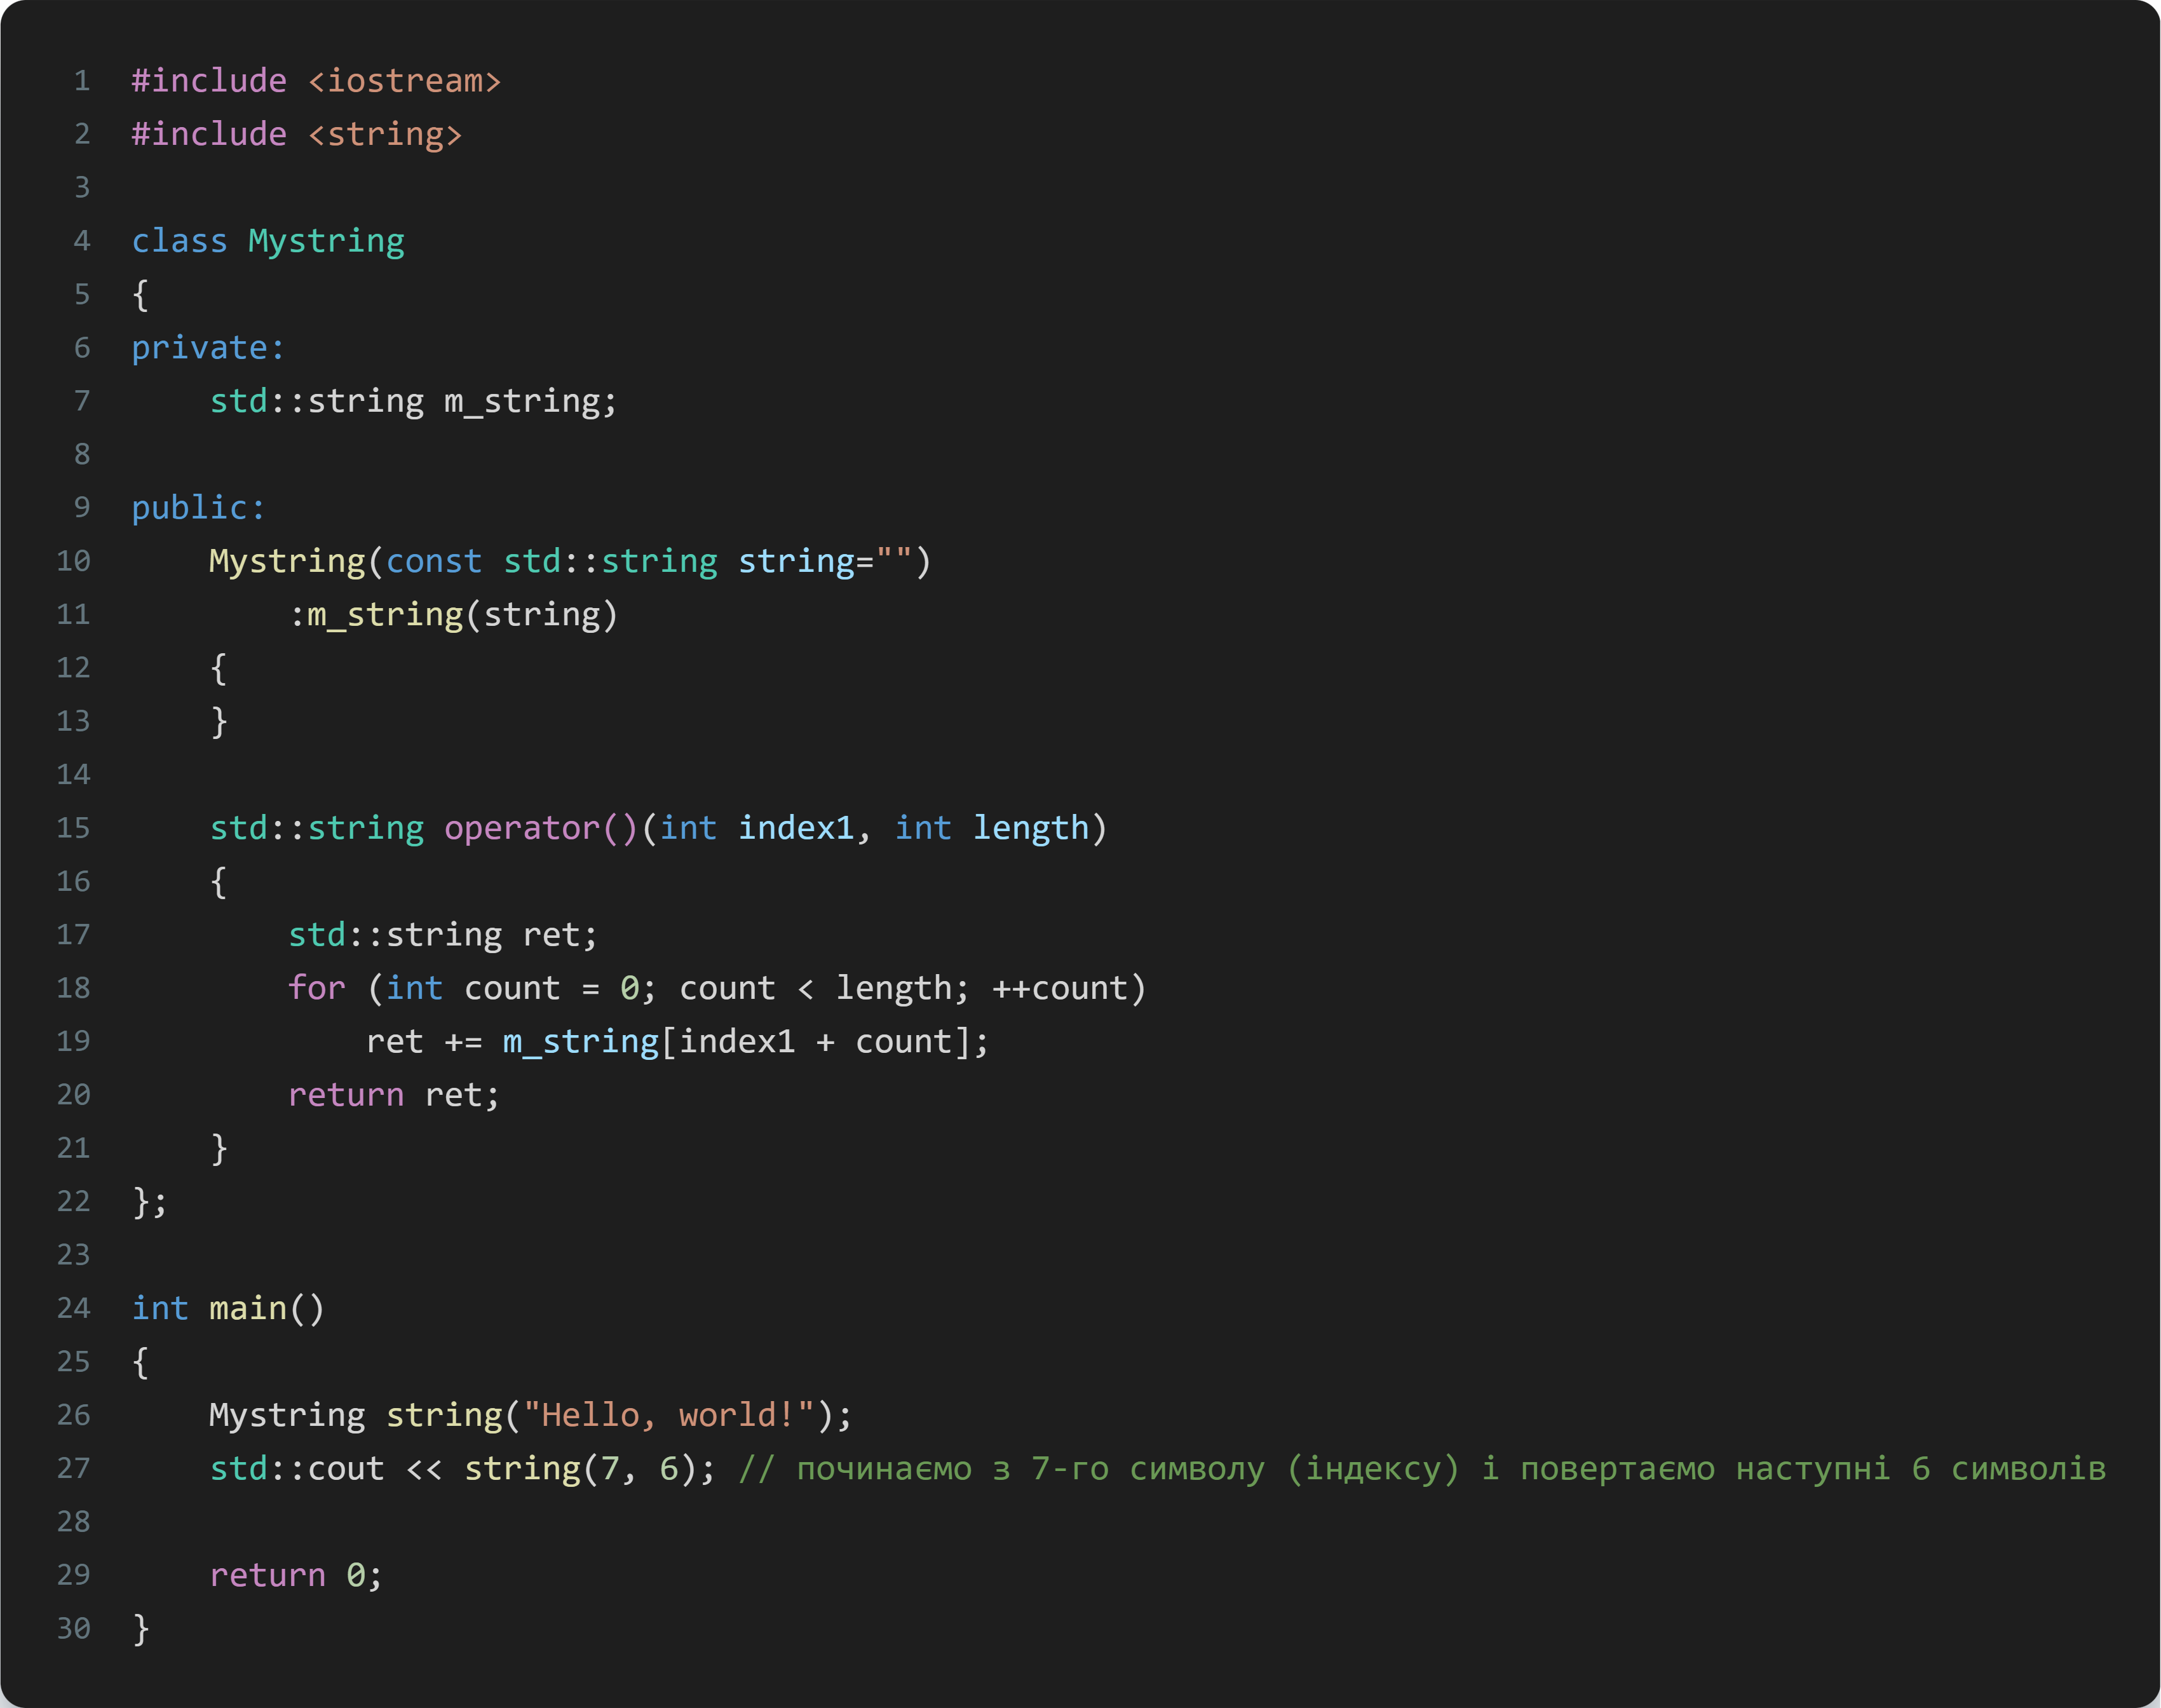 1 #include <iostream>
2 #include <string>
3
4 class Mystring
5 {
6 private:
7     std::string m_string;
8
9 public:
10     Mystring(const std::string string="")
11         :m_string(string)
12     {
13     }
14
15     std::string operator()(int index1, int length)
16     {
17         std::string ret;
18         for (int count = 0; count < length; ++count)
19             ret += m_string[index1 + count];
20         return ret;
21     }
22 };
23
24 int main()
25 {
26     Mystring string("Hello, world!");
27     std::cout << string(7, 6); // починаємо з 7-го символу (індексу) і повертаємо наступні 6 символів
28
29     return 0;
30 }